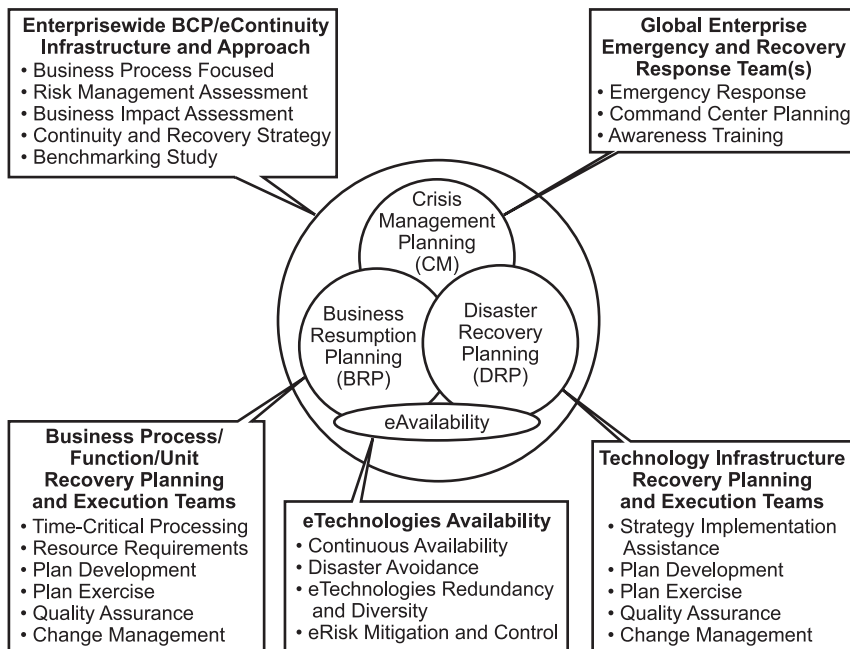 Enterprisewide BCP/eContinuity
Infrastructure and Approach
• Business Process Focused
• Risk Management Assessment
• Business Impact Assessment
• Continuity and Recovery Strategy
• Benchmarking Study
Global Enterprise
Emergency and Recovery
Response Team(s)
• Emergency Response
• Command Center Planning
• Awareness Training
Crisis
Management
Planning
(CM)
Business
Resumption
Planning
(BRP)
Disaster
Recovery
Planning
(DRP)
eAvailability
Business Process/
Function/Unit
Recovery Planning
and Execution Teams
• Time-Critical Processing
• Resource Requirements
• Plan Development
• Plan Exercise
• Quality Assurance
• Change Management
eTechnologies Availability
• Continuous Availability
• Disaster Avoidance
• eTechnologies Redundancy
and Diversity
• eRisk Mitigation and Control
Technology Infrastructure
Recovery Planning
and Execution Teams
• Strategy Implementation
Assistance
• Plan Development
• Plan Exercise
• Quality Assurance
• Change Management